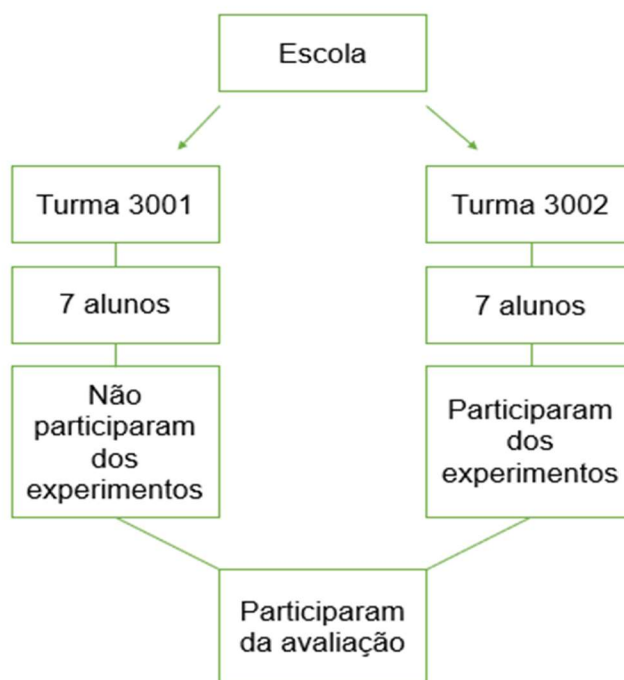 Escola
Turma 3001
7 alunos
Não
participaram
dos
experimentos
Turma 3002
7 alunos
Participaram
dos
experimentos
Participaram
da avaliação